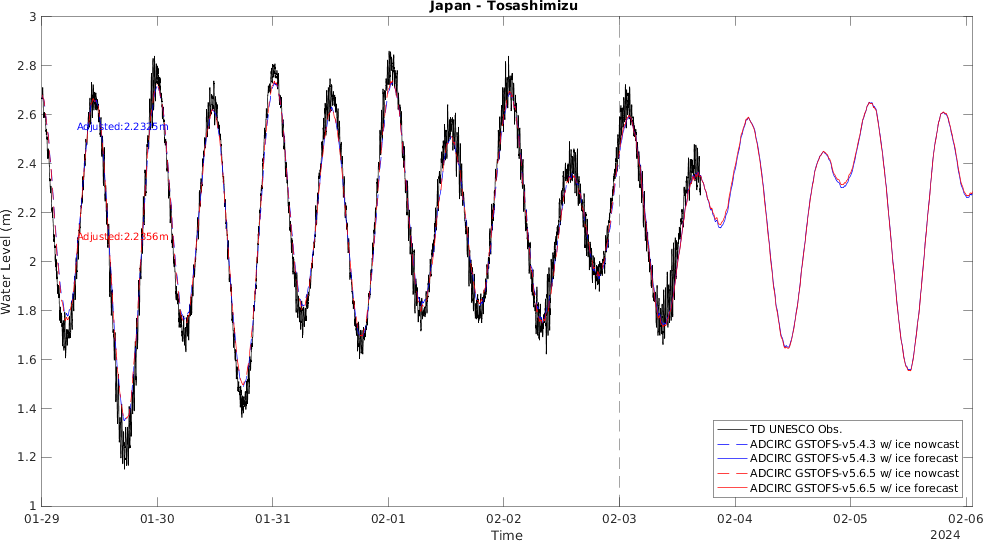 Japan - Tosashimizu
Water Level (m)
3
2.8
2.6
2.4
2.2
2
1.8
1.6
1.4
1.2
1
Adjusted:2.2325m
Adjusted:2.2356m
TD UNESCO Obs.
ADCIRC GSTOFS-v5.4.3 w/ ice nowcast
ADCIRC GSTOFS-v5.4.3 w/ ice forecast
ADCIRC GSTOFS-v5.6.5 w/ ice nowcast
ADCIRC GSTOFS-v5.6.5 w/ ice forecast
01-29 01-30 01-31 02-01 02-02 02-03 02-04 02-05 02-06
Time
2024